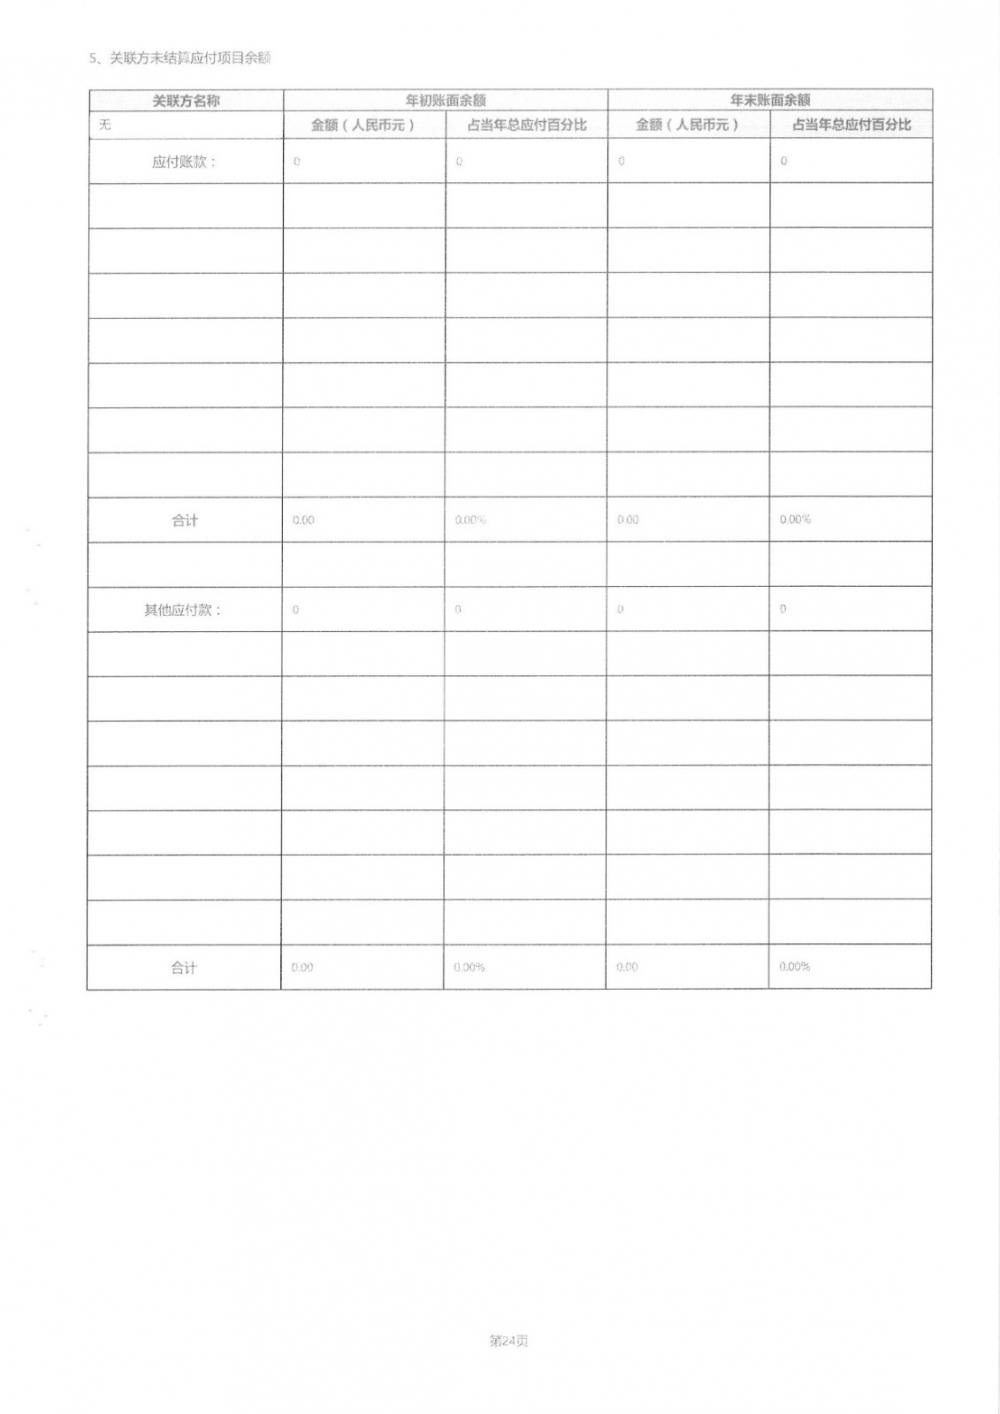 5、关联方未结算应付项目余额
关联方名称 年初账面余额 年末账面余额
无 金额（人民币元） 占当年总应付百分比 金额（人民币元） 占当年总应付百分比
应付账款： 0 0 0 0
合计 0.00 0.00% 0.00 0.00%
其他应付款： 0 0 0 0
合计 0.00 0.00% 0.00 0.00%
第24页